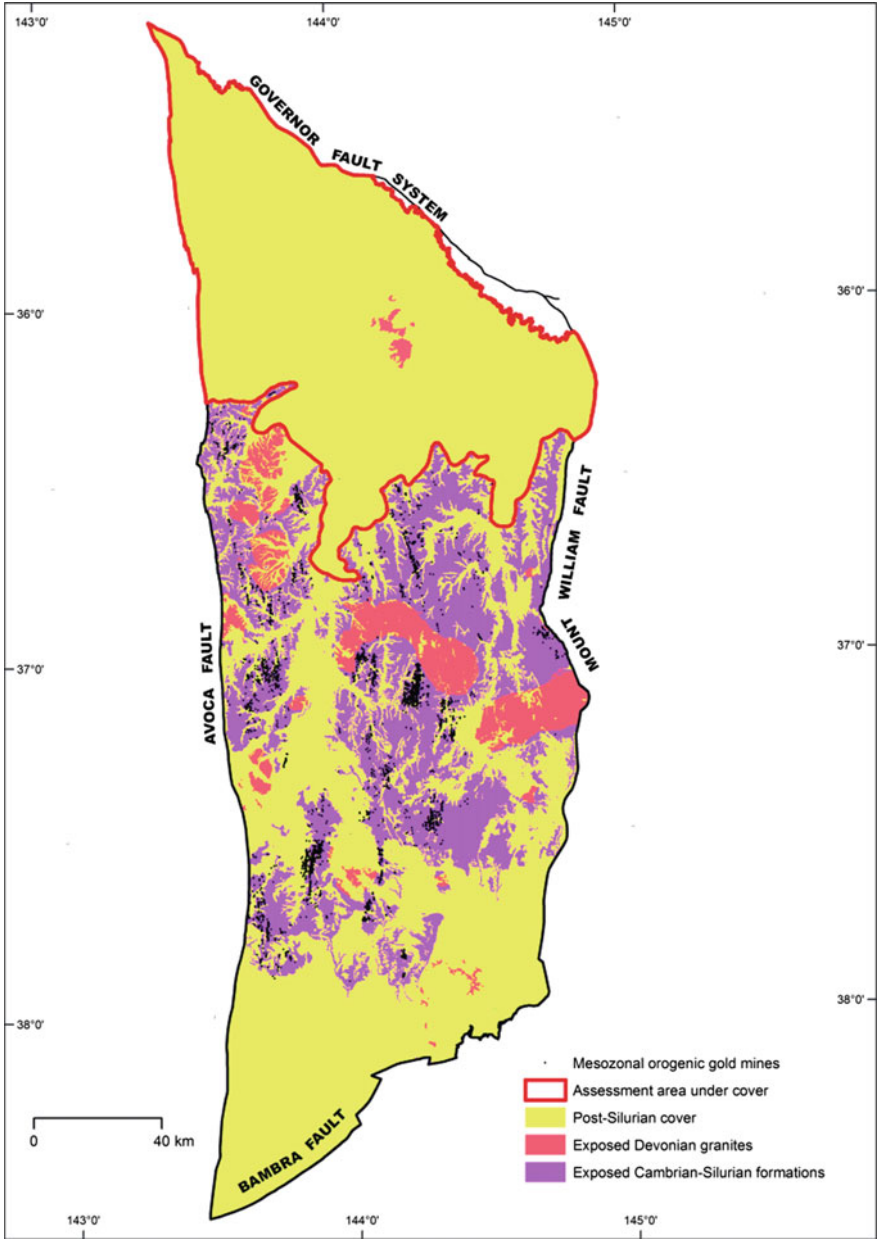 143°0'
144°0'
145°0'
GOVERNOR FAULT SYSTEM
36°0'
36°0'
MOUNT WILLIAM FAULT
37°0'
37°0'
AVOCA FAULT
38°0'
38°0'
BAMBRA FAULT
Mesozonal orogenic gold mines
Assessment area under cover
Post-Silurian cover
Exposed Devonian granites
Exposed Cambrian-Silurian formations
0 40 km
143°0'
144°0'
145°0'